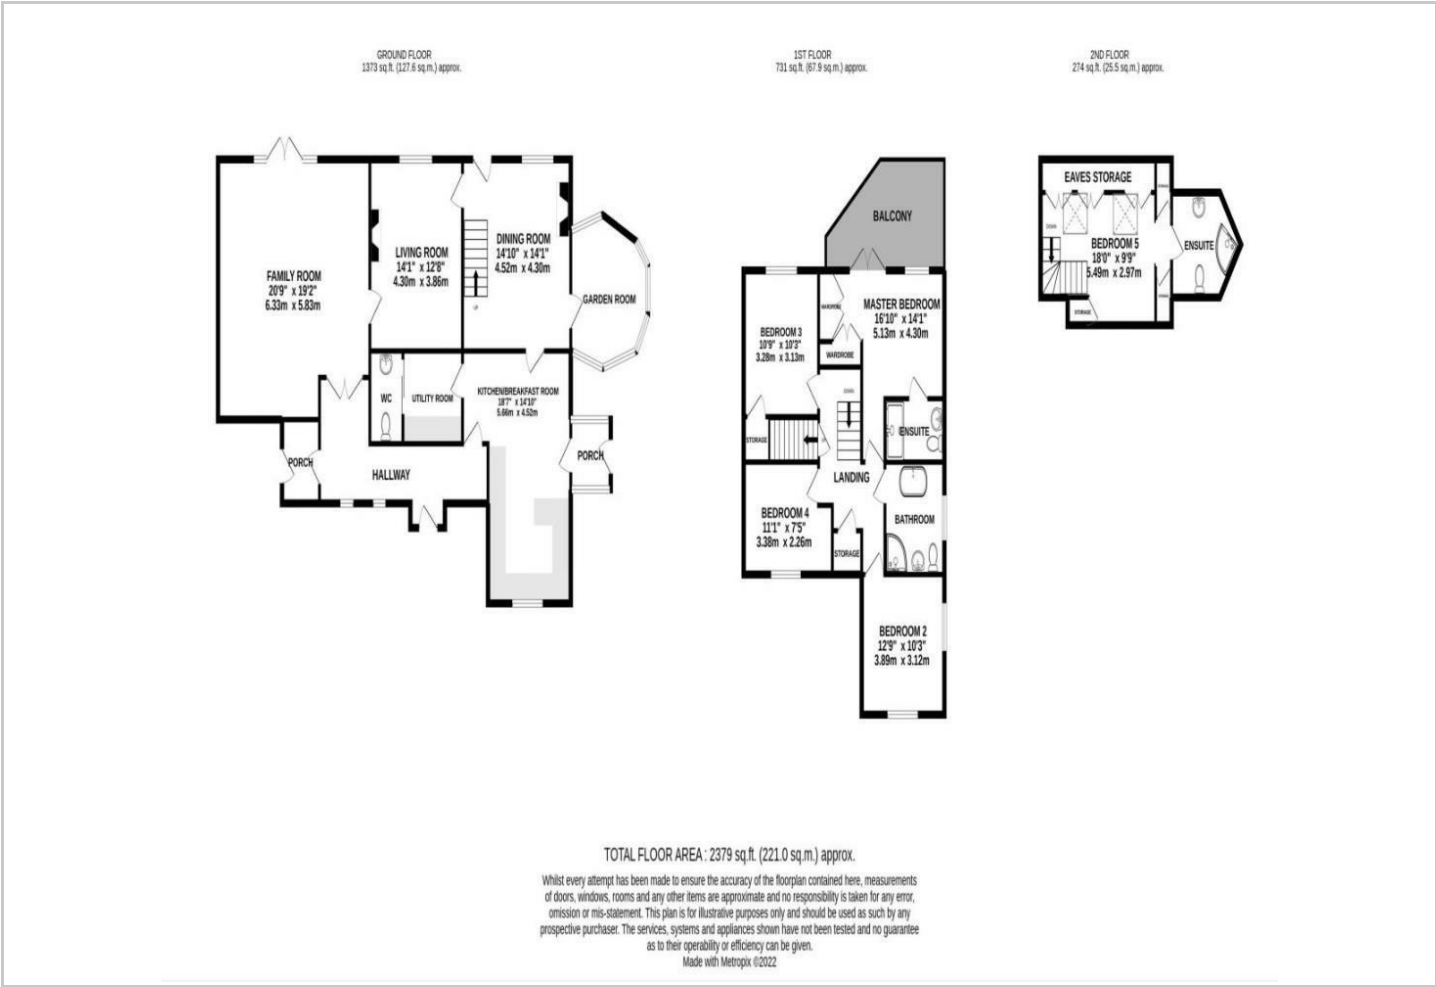 GROUND FLOOR
1373 sq.ft. (127.6 sq.m.) approx.
1ST FLOOR
731 sq.ft. (67.9 sq.m.) approx.
2ND FLOOR
274 sq.ft. (25.5 sq.m.) approx.
FAMILY ROOM
20'9" x 19'2"
6.33m x 5.83m
LIVING ROOM
14'1" x 12'8"
4.30m x 3.86m
DINING ROOM
14'10" x 14'1"
4.52m x 4.30m
UP
GARDEN ROOM
WC
UTILITY ROOM
KITCHEN/BREAKFAST ROOM
18'7" x 14'10"
5.66m x 4.52m
PORCH
HALLWAY
PORCH
BALCONY
WARDROBE
MASTER BEDROOM
16'10" x 14'1"
5.13m x 4.30m
WARDROBE
BEDROOM 3
10'9" x 10'3"
3.28m x 3.13m
DOWN
STORAGE
ENSUITE
LANDING
BEDROOM 4
11'1" x 7'5"
3.38m x 2.26m
BATHROOM
STORAGE
BEDROOM 2
12'9" x 10'3"
3.89m x 3.12m
EAVES STORAGE
DOWN
BEDROOM 5
18'0" x 9'9"
5.49m x 2.97m
ENSUITE
STORAGE
TOTAL FLOOR AREA : 2379 sq.ft. (221.0 sq.m.) approx.
Whilst every attempt has been made to ensure the accuracy of the floorplan contained here, measurements
of doors, windows, rooms and any other items are approximate and no responsibility is taken for any error,
omission or mis-statement. This plan is for illustrative purposes only and should be used as such by any
prospective purchaser. The services, systems and appliances shown have not been tested and no guarantee
as to their operability or efficiency can be given.
Made with Metropix ©2022